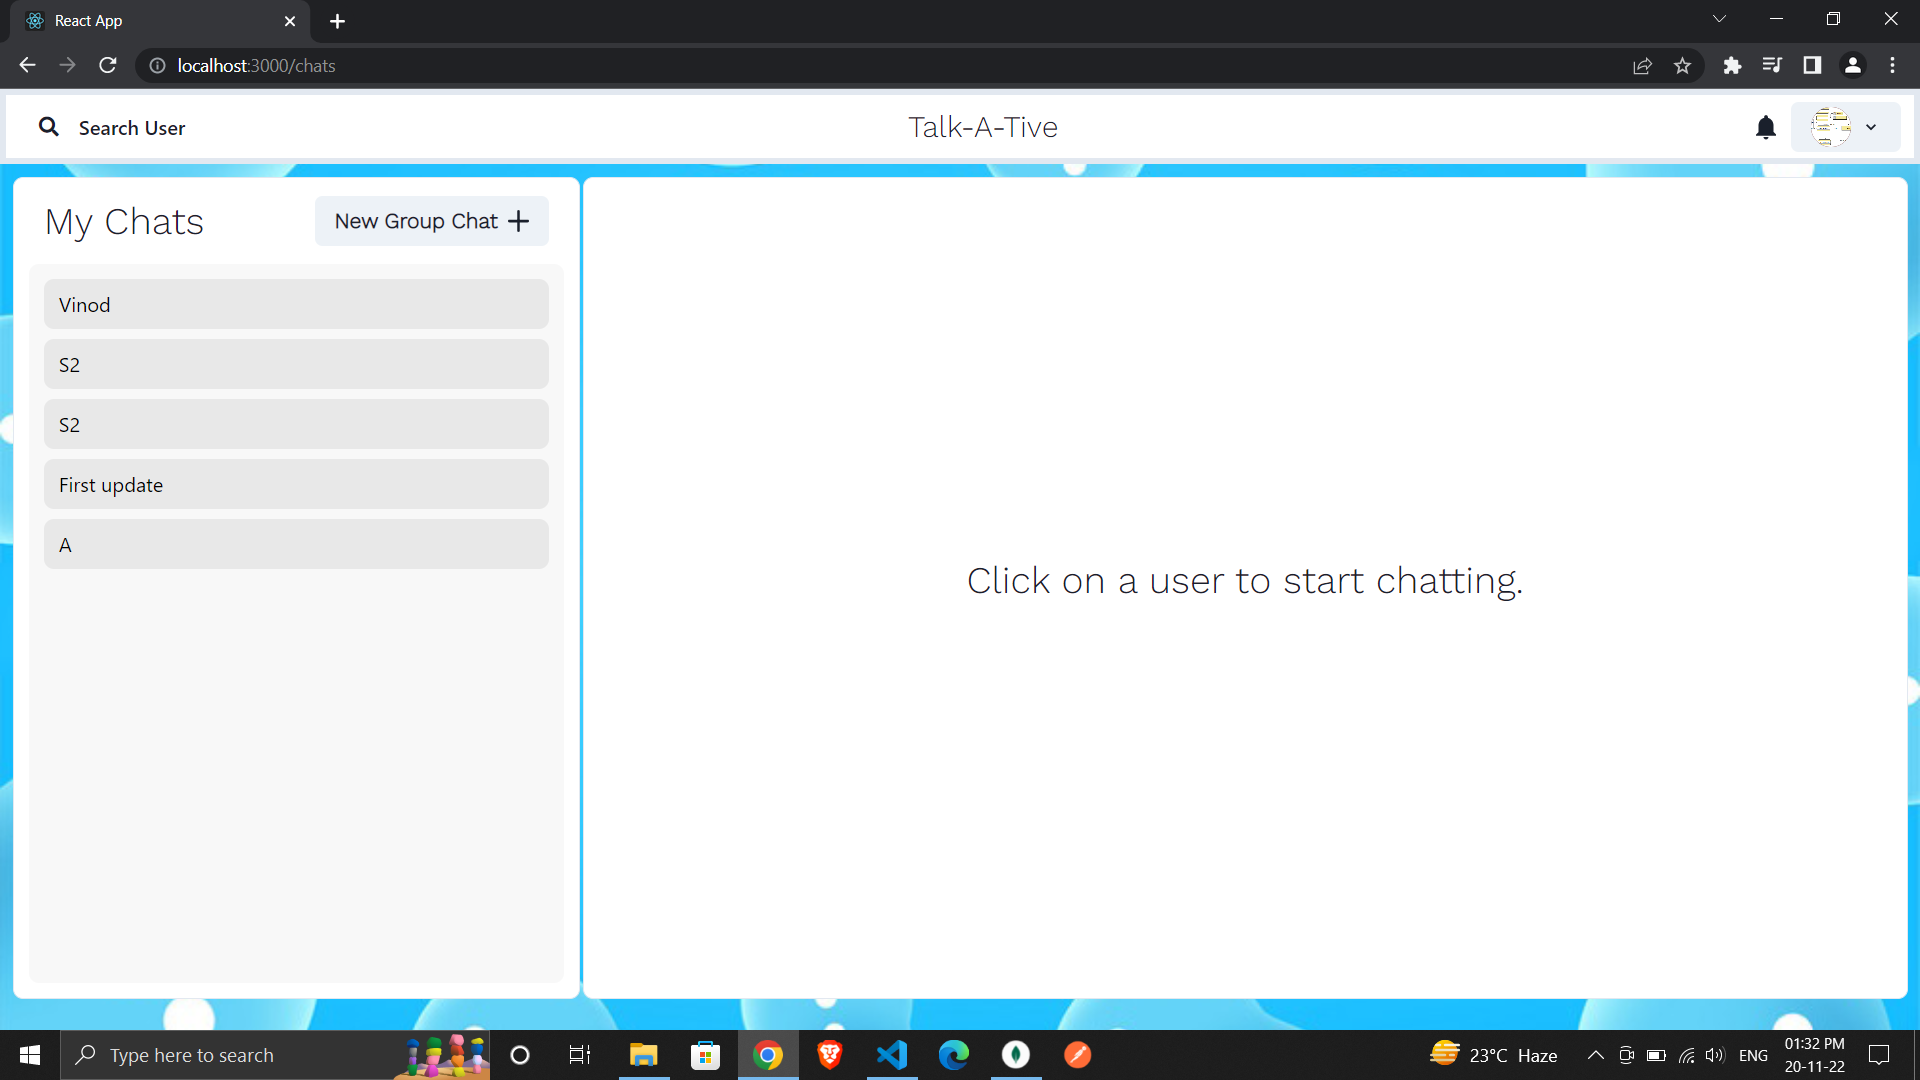 React App
localhost:3000/chats
Search User
Talk-A-Tive
My Chats
New Group Chat
Vinod
S2
S2
First update
A
Click on a user to start chatting.
Type here to search
23°C Haze
ENG
01:32 PM
20-11-22